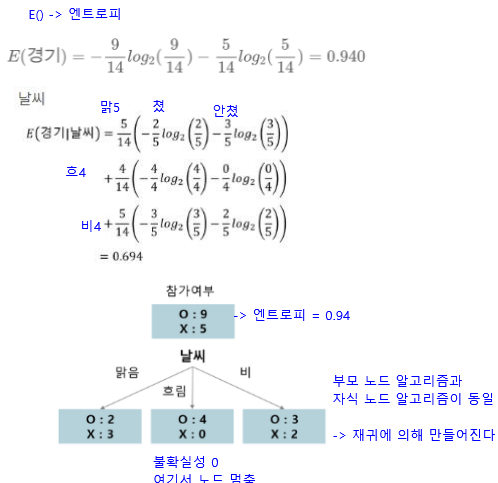 E() -> 엔트로피
E(경기) = -9/14 log₂(9/14) - 5/14 log₂(5/14) = 0.940
날씨
맑5 쳤 안쳤
E(경기|날씨) = 5/14(-2/5 log₂(2/5) - 3/5 log₂(3/5))
흐4
+4/14(-4/4 log₂(4/4) - 0/4 log₂(0/4))
비4
+5/14(-3/5 log₂(3/5) - 2/5 log₂(2/5))
= 0.694
참가여부
O : 9
X : 5
-> 엔트로피 = 0.94
날씨
맑음 흐림 비
O : 2
X : 3
O : 4
X : 0
O : 3
X : 2
부모 노드 알고리즘과
자식 노드 알고리즘이 동일
-> 재귀에 의해 만들어진다
불확실성 0
여기서 노드 멈춤